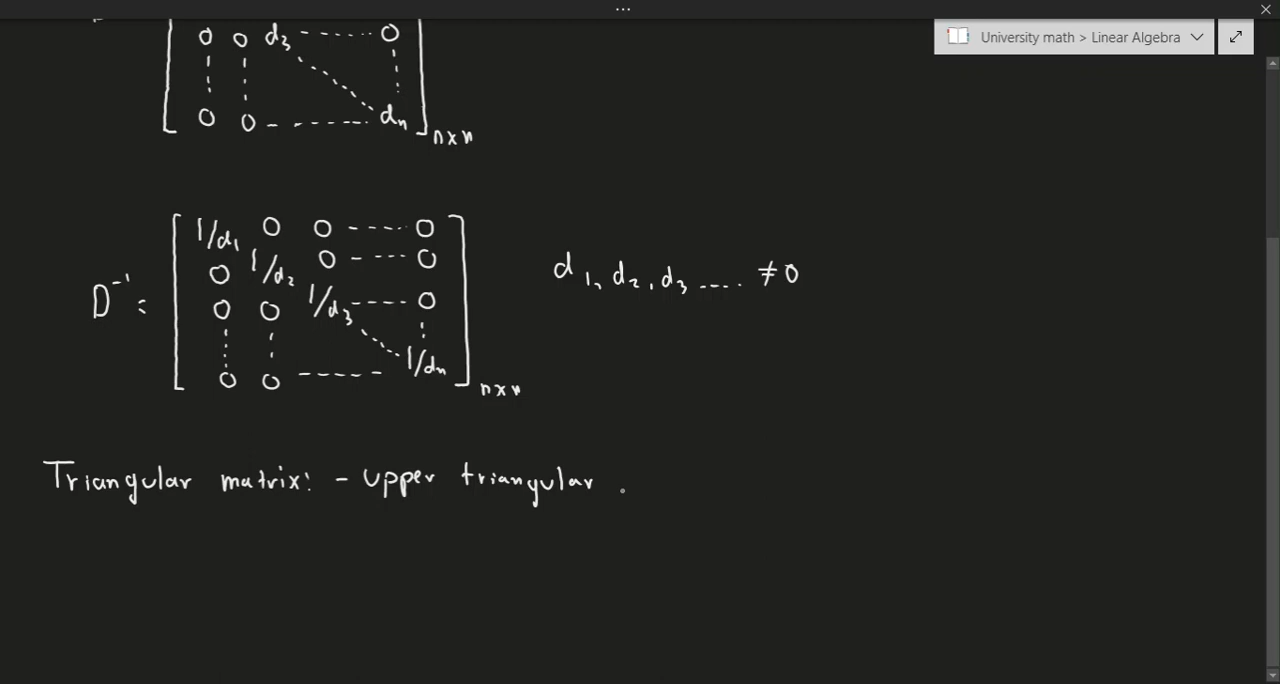 ...
University math > Linear Algebra
0 0 d₃ ----- 0
0 0 ------- dₙ
n×n
D⁻¹ = [ 1/d₁ 0 0 ---- 0
0 1/d₂ 0 ---- 0
0 0 1/d₃ ---- 0
0 0 ----- 1/dₙ ] n×n
d₁, d₂, d₃ .... ≠ 0
Triangular matrix: - upper triangular .